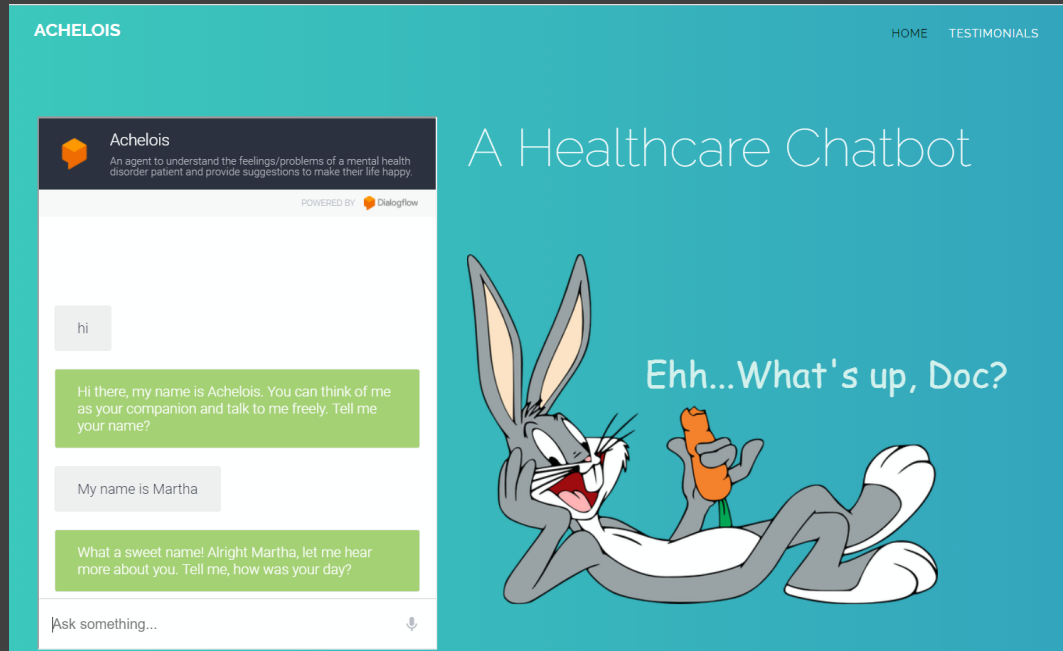 ACHELOIS
HOME TESTIMONIALS
Achelois
An agent to understand the feelings/problems of a mental health
disorder patient and provide suggestions to make their life happy.
POWERED BY Dialogflow
hi
Hi there, my name is Achelois. You can think of me
as your companion and talk to me freely. Tell me
your name?
My name is Martha
What a sweet name! Alright Martha, let me hear
more about you. Tell me, how was your day?
Ask something...
A Healthcare Chatbot
Ehh...What's up, Doc?